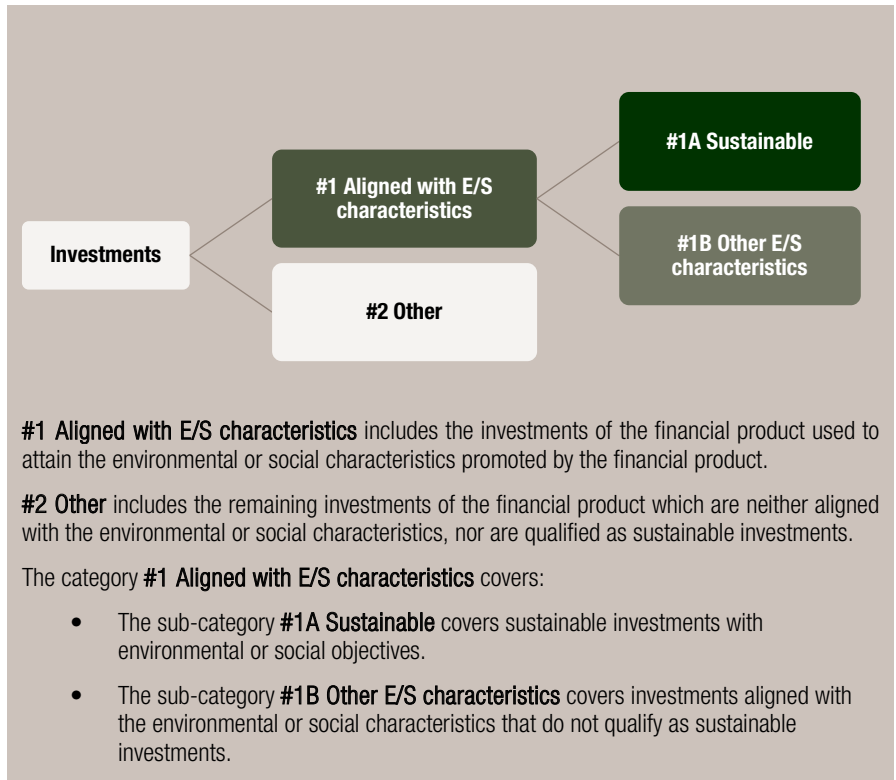 #1A Sustainable
#1 Aligned with E/S
characteristics
#1B Other E/S
characteristics
Investments
#2 Other
#1 Aligned with E/S characteristics includes the investments of the financial product used to
attain the environmental or social characteristics promoted by the financial product.
#2 Other includes the remaining investments of the financial product which are neither aligned
with the environmental or social characteristics, nor are qualified as sustainable investments.
The category #1 Aligned with E/S characteristics covers:
• The sub-category #1A Sustainable covers sustainable investments with
environmental or social objectives.
• The sub-category #1B Other E/S characteristics covers investments aligned with
the environmental or social characteristics that do not qualify as sustainable
investments.